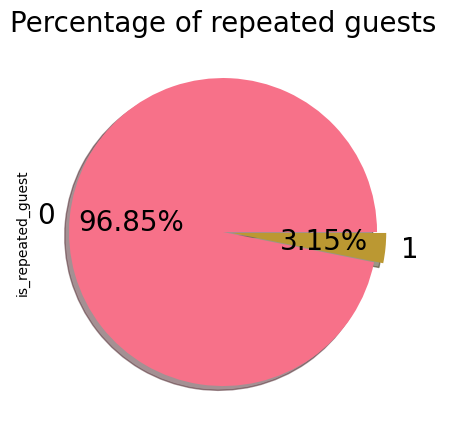 Percentage of repeated guests
is_repeated_guest
0
96.85%
3.15%
1